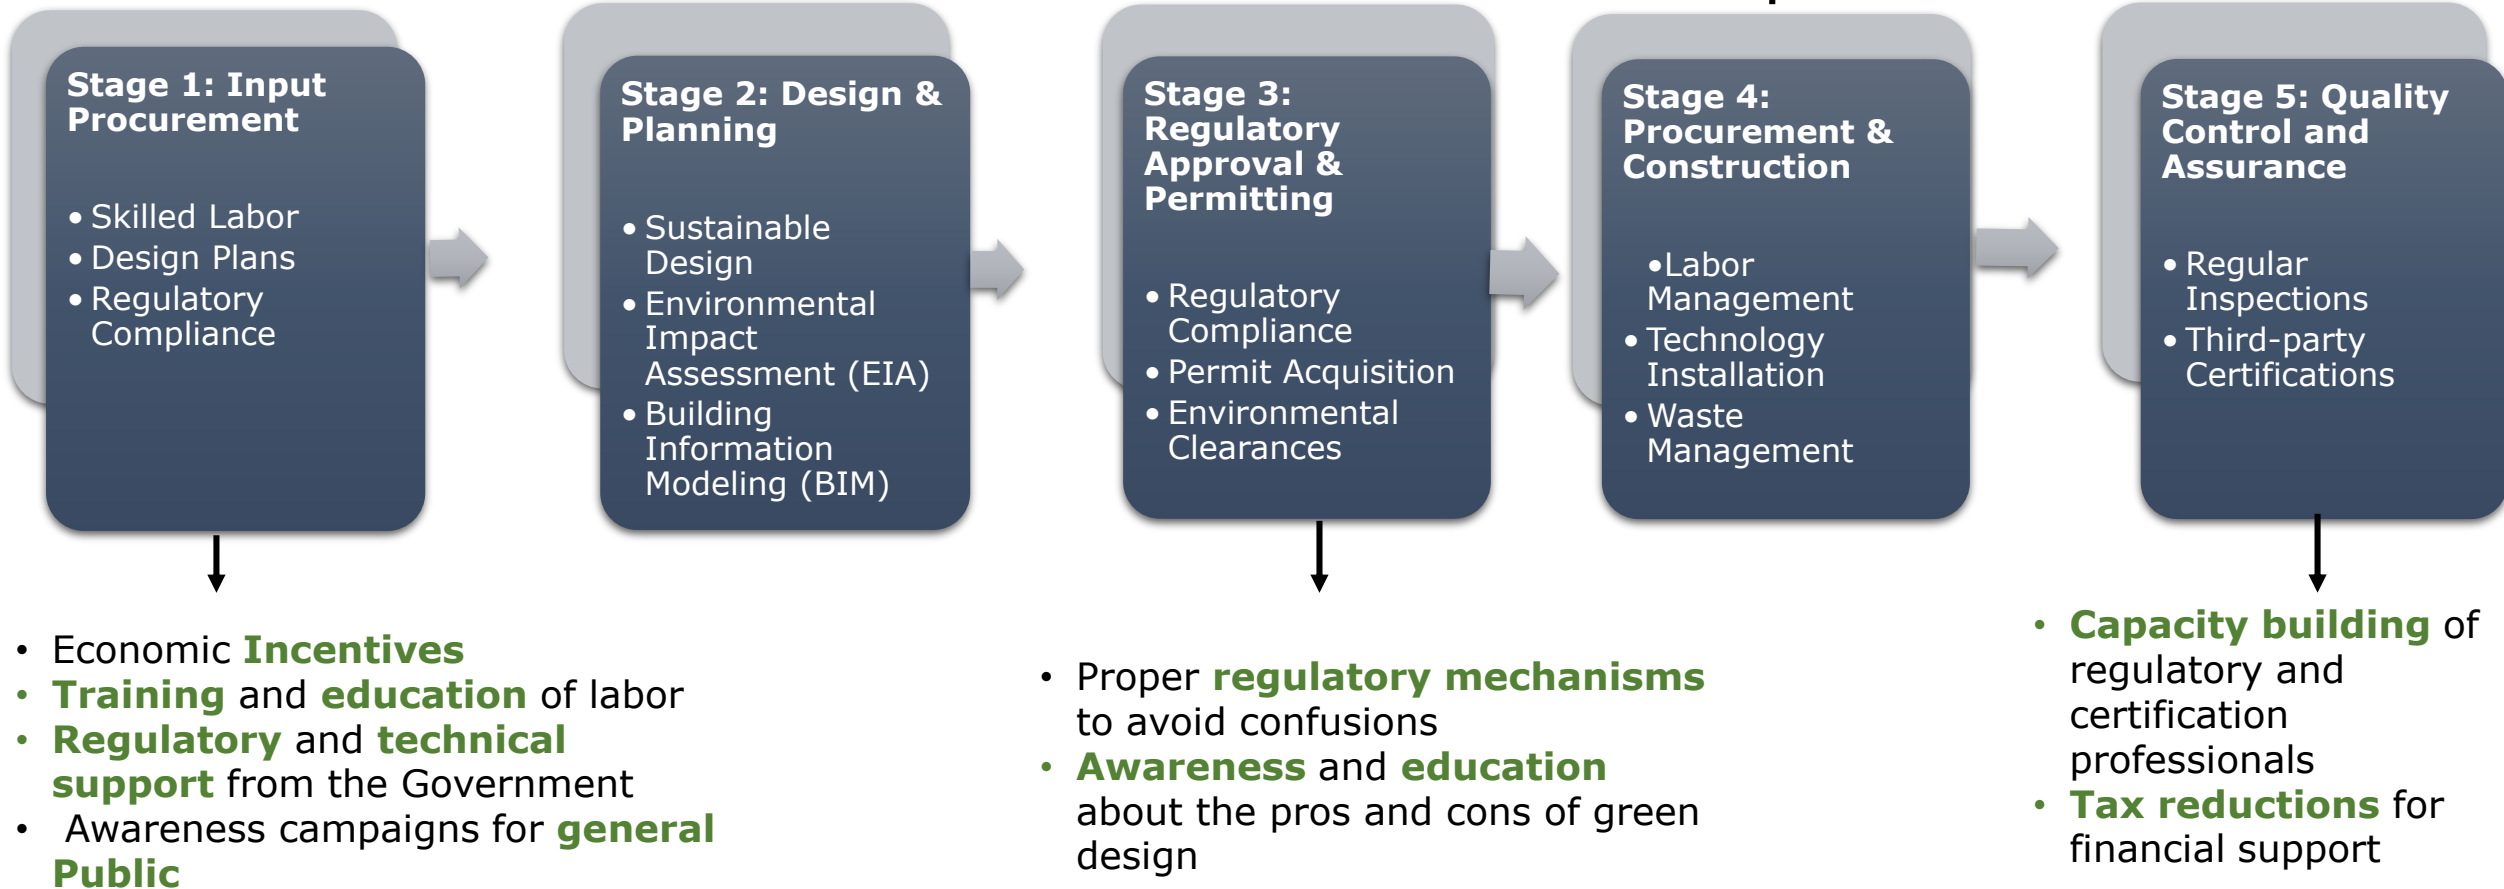 Stage 1: Input
Procurement
• Skilled Labor
• Design Plans
• Regulatory
Compliance
Stage 2: Design &
Planning
• Sustainable
Design
• Environmental
Impact
Assessment (EIA)
• Building
Information
Modeling (BIM)
Stage 3:
Regulatory
Approval &
Permitting
• Regulatory
Compliance
• Permit Acquisition
• Environmental
Clearances
Stage 4:
Procurement &
Construction
•Labor
Management
• Technology
Installation
• Waste
Management
Stage 5: Quality
Control and
Assurance
• Regular
Inspections
• Third-party
Certifications
• Economic Incentives
• Training and education of labor
• Regulatory and technical
support from the Government
• Awareness campaigns for general
Public
• Proper regulatory mechanisms
to avoid confusions
• Awareness and education
about the pros and cons of green
design
• Capacity building of
regulatory and
certification
professionals
• Tax reductions for
financial support